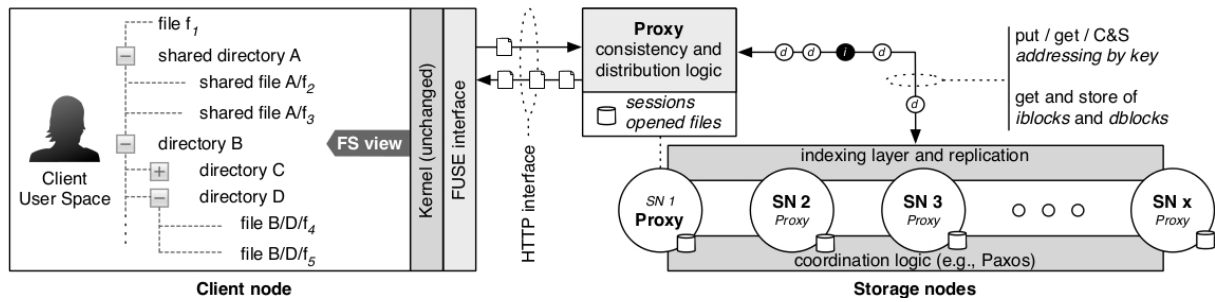 file f1
shared directory A
shared file A/f2
shared file A/f3
directory B
directory C
directory D
file B/D/f4
file B/D/f5
Client
User Space
FS view
Kernel (unchanged)
FUSE interface
Client node
HTTP interface
Proxy
consistency and
distribution logic
sessions
opened files
d d i d
d
put / get / C&S
addressing by key
get and store of
iblocks and dblocks
indexing layer and replication
SN 1
Proxy
SN 2
Proxy
SN 3
Proxy
SN x
Proxy
coordination logic (e.g., Paxos)
Storage nodes